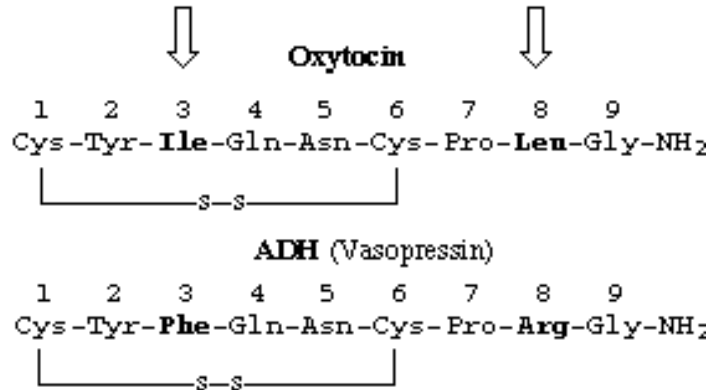 Oxytocin
1 2 3 4 5 6 7 8 9
Cys-Tyr-Ile-Gln-Asn-Cys-Pro-Leu-Gly-NH₂
S-S
ADH (Vasopressin)
1 2 3 4 5 6 7 8 9
Cys-Tyr-Phe-Gln-Asn-Cys-Pro-Arg-Gly-NH₂
S-S